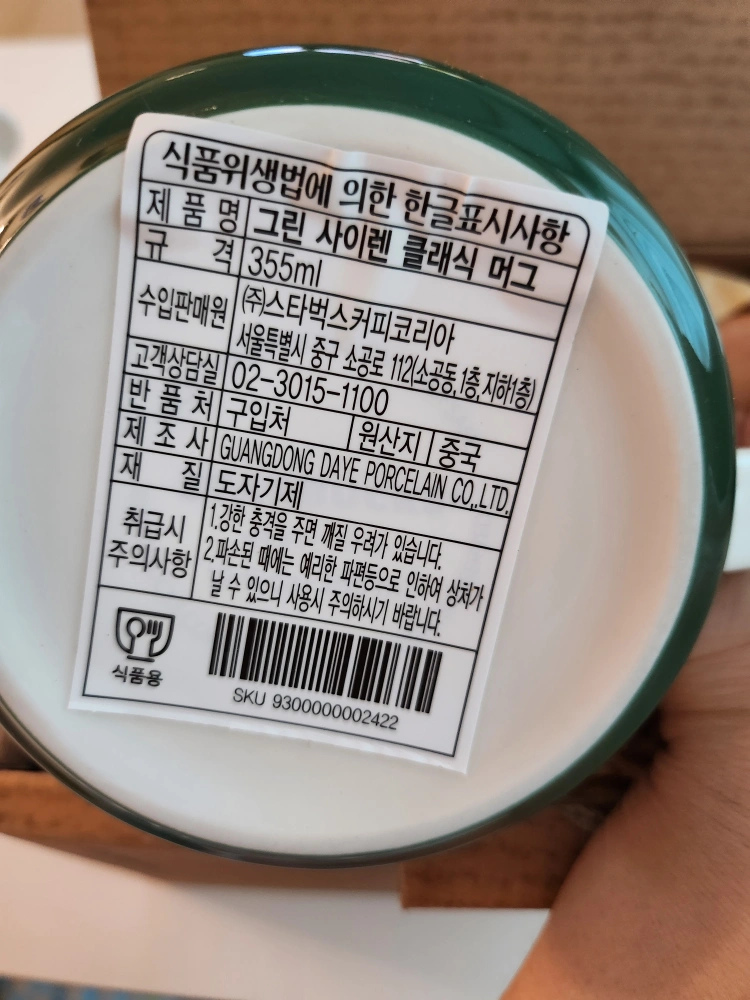 식품위생법에 의한 한글표시사항
제품명 그린 사이렌 클래식 머그
규격 355ml
수입판매원 ㈜스타벅스커피코리아
서울특별시 중구 소공로 112(소공동,1층,지하1층)
고객상담실 02-3015-1100
반품처 구입처 원산지 중국
제조사 GUANGDONG DAYE PORCELAIN CO.,LTD.
재질 도자기제
취급시 주의사항
1.강한 충격을 주면 깨질 우려가 있습니다.
2.파손된 때에는 예리한 파편등으로 인하여 상처가
날 수 있으니 사용시 주의하시기 바랍니다.
식품용
SKU 9300000002422